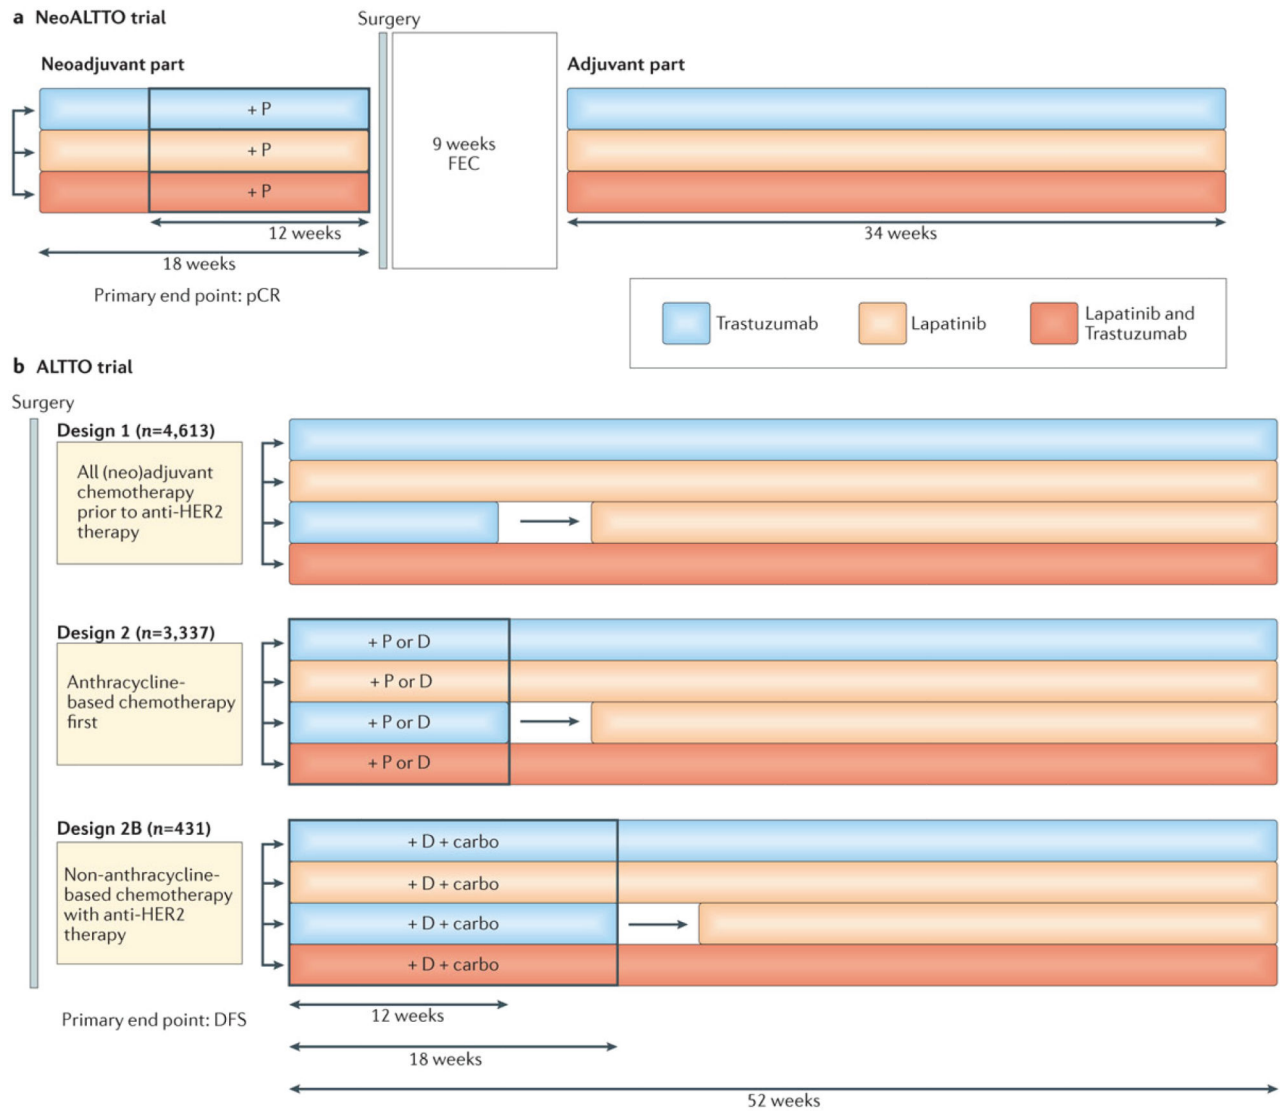 a NeoALTTO trial
Surgery
Neoadjuvant part
Adjuvant part
+ P
+ P
+ P
9 weeks
FEC
12 weeks
18 weeks
34 weeks
Primary end point: pCR
Trastuzumab
Lapatinib
Lapatinib and
Trastuzumab
b ALTTO trial
Surgery
Design 1 (n=4,613)
All (neo)adjuvant
chemotherapy
prior to anti-HER2
therapy
Design 2 (n=3,337)
Anthracycline-
based chemotherapy
first
+ P or D
+ P or D
+ P or D
+ P or D
Design 2B (n=431)
Non-anthracycline-
based chemotherapy
with anti-HER2
therapy
+ D + carbo
+ D + carbo
+ D + carbo
+ D + carbo
Primary end point: DFS
12 weeks
18 weeks
52 weeks